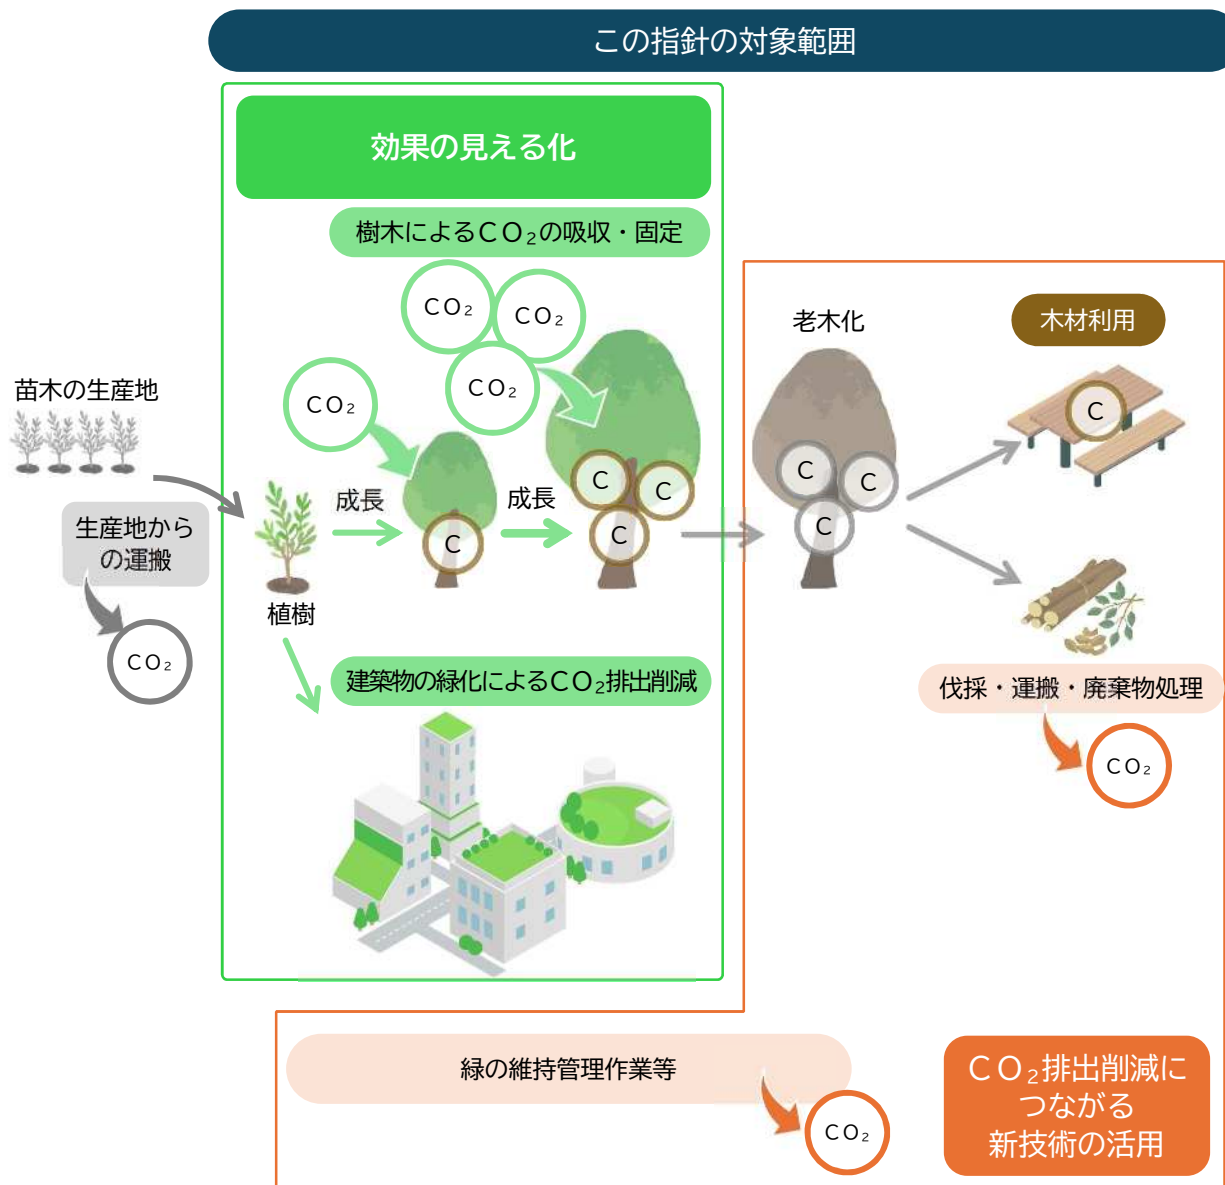 この指針の対象範囲
効果の見える化
樹木によるＣＯ₂の吸収・固定
ＣＯ₂
ＣＯ₂
ＣＯ₂
ＣＯ₂
苗木の生産地
生産地から
の運搬
ＣＯ₂
植樹
成長
Ｃ
成長
Ｃ
Ｃ
Ｃ
建築物の緑化によるＣＯ₂排出削減
老木化
Ｃ
Ｃ
Ｃ
木材利用
Ｃ
伐採・運搬・廃棄物処理
ＣＯ₂
緑の維持管理作業等
ＣＯ₂
ＣＯ₂排出削減に
つながる
新技術の活用